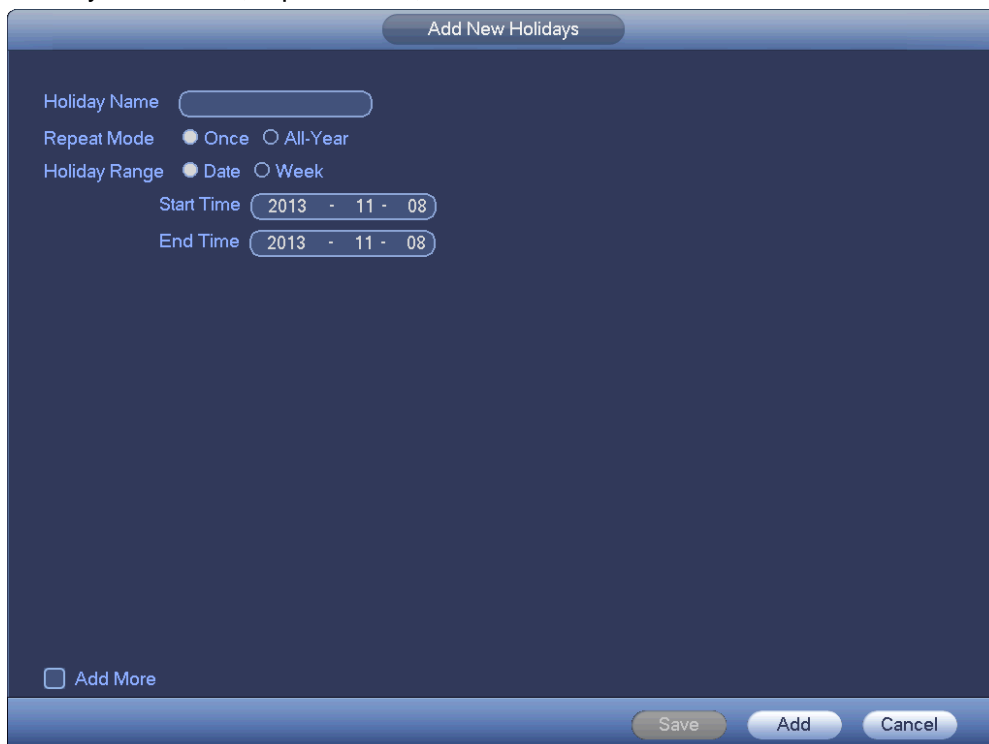 Add New Holidays
Holiday Name
Repeat Mode Once All-Year
Holiday Range Date Week
Start Time 2013 - 11 - 08
End Time 2013 - 11 - 08
Add More
Save Add Cancel